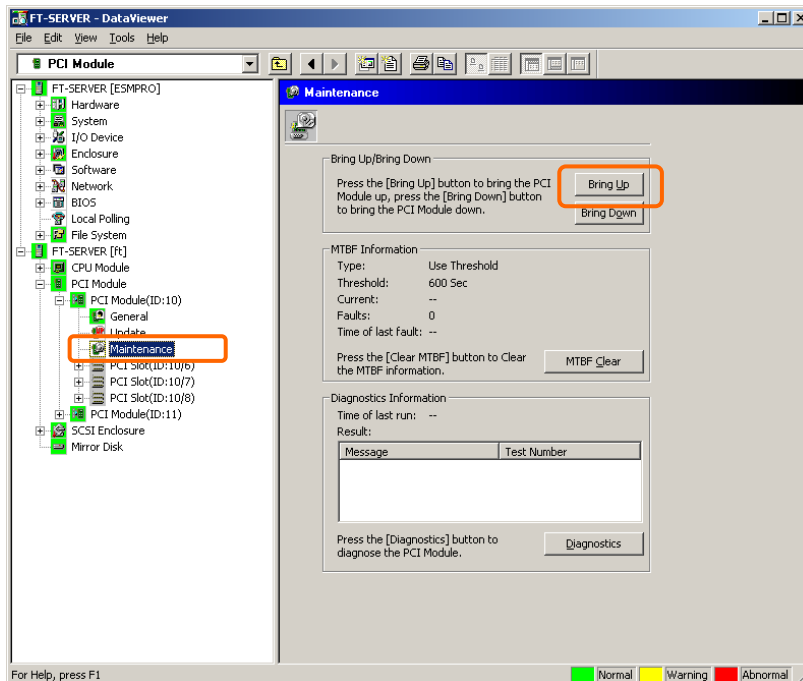 FT-SERVER - DataViewer
File Edit View Tools Help
PCI Module
FT-SERVER [ESMPRO]
Hardware
System
I/O Device
Enclosure
Software
Network
BIOS
Local Polling
File System
FT-SERVER [ft]
CPU Module
PCI Module
PCI Module(ID:10)
General
Update
Maintenance
PCI Slot(ID:10/6)
PCI Slot(ID:10/7)
PCI Slot(ID:10/8)
PCI Module(ID:11)
SCSI Enclosure
Mirror Disk
Maintenance
Bring Up/Bring Down
Press the [Bring Up] button to bring the PCI
Module up, press the [Bring Down] button
to bring the PCI Module down.
Bring Up
Bring Down
MTBF Information
Type: Use Threshold
Threshold: 600 Sec
Current: --
Faults: 0
Time of last fault: --
Press the [Clear MTBF] button to Clear
the MTBF information.
MTBF Clear
Diagnostics Information
Time of last run: --
Result:
Message Test Number
Press the [Diagnostics] button to
diagnose the PCI Module.
Diagnostics
For Help, press F1
Normal Warning Abnormal